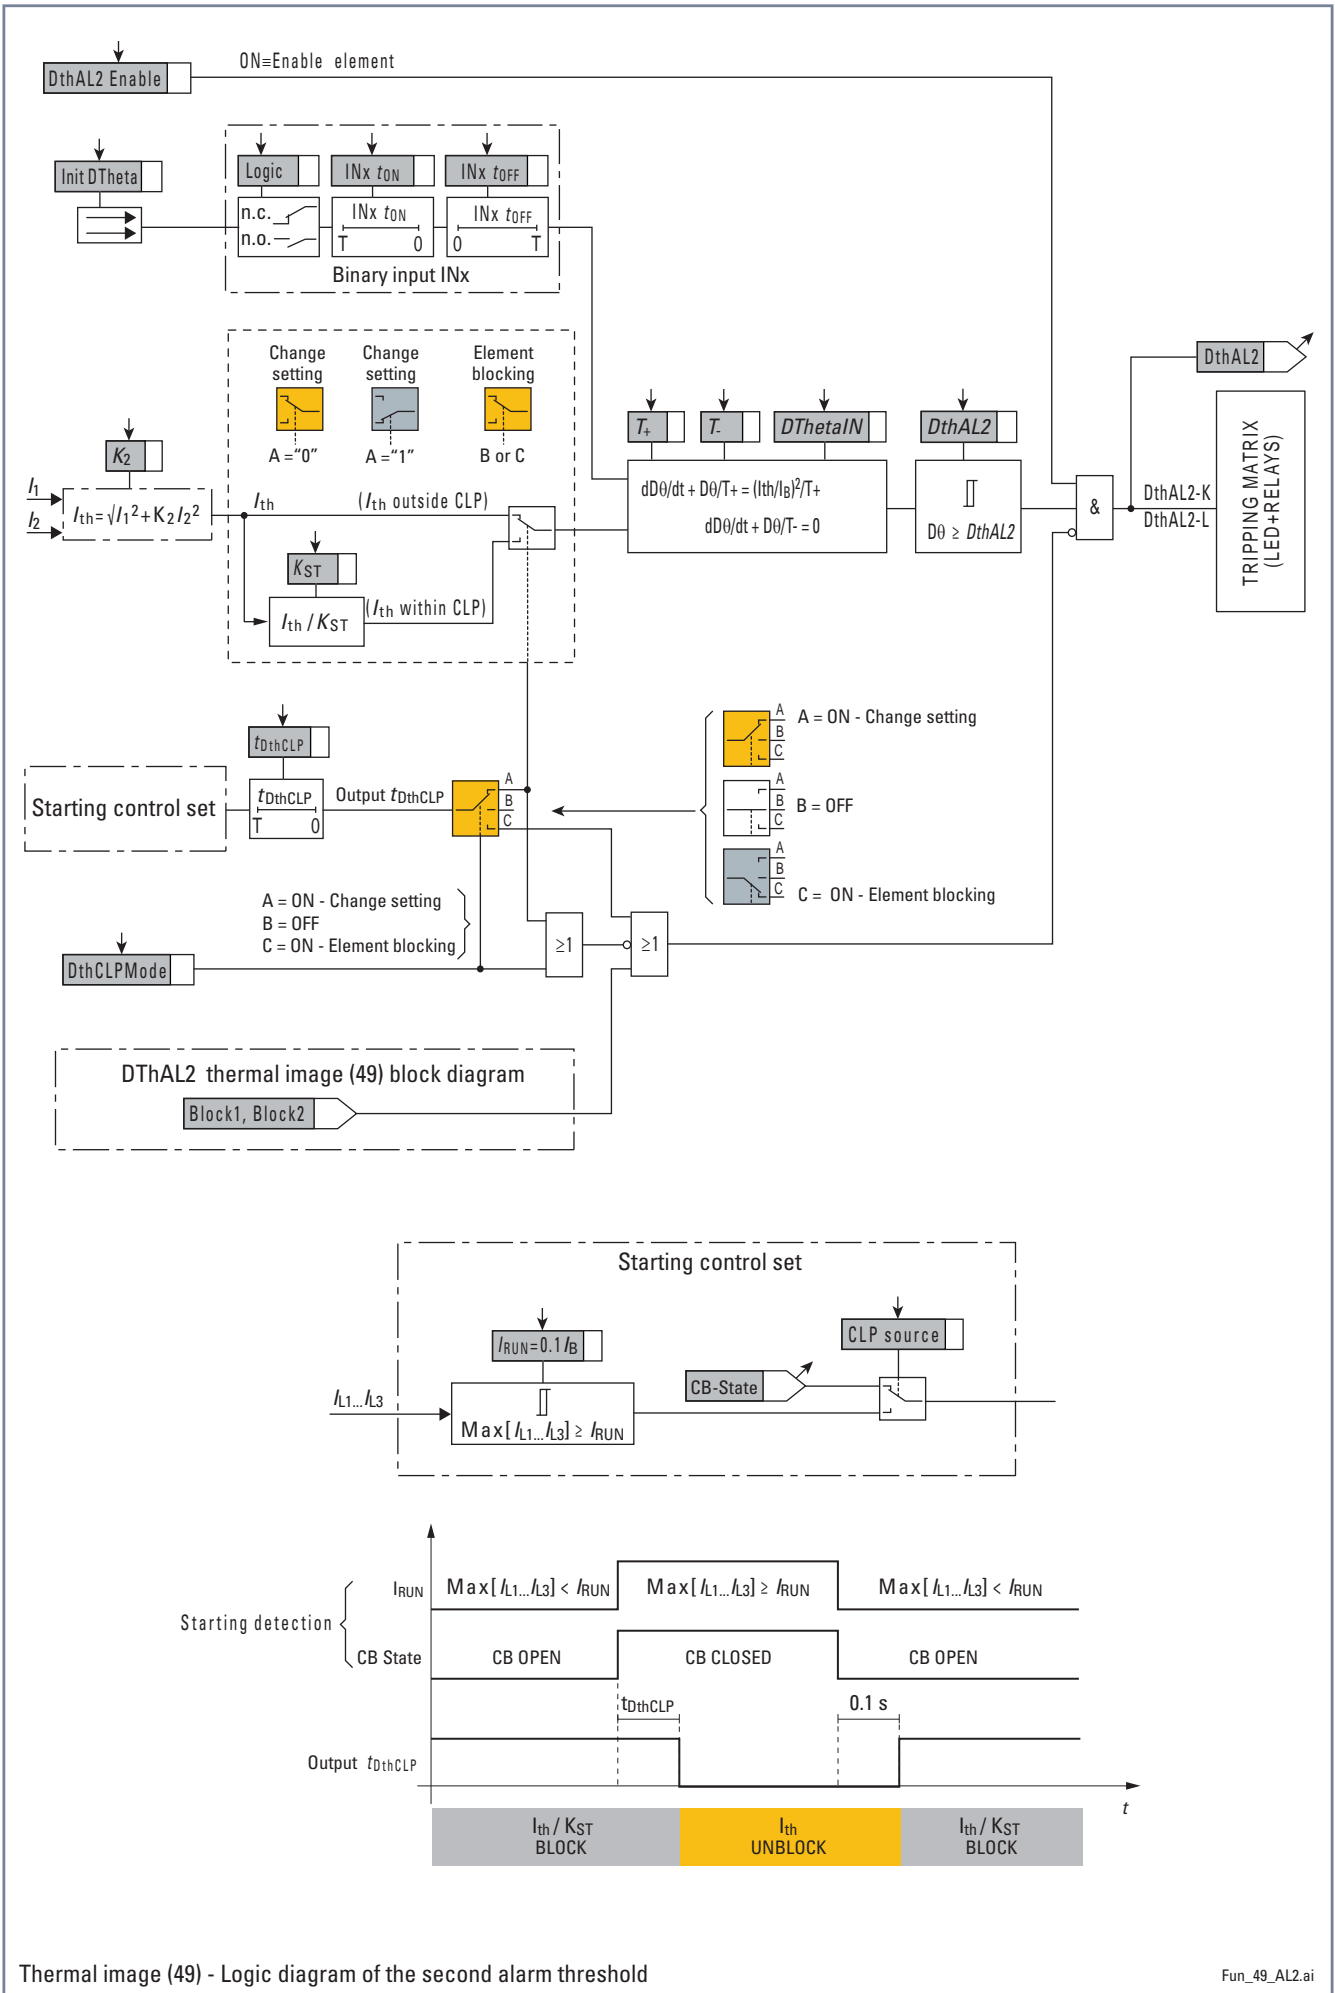 ON≡Enable element
DthAL2 Enable
Init DTheta
Logic
INx tON
INx tOFF
n.c.
n.o.
INx tON
T 0
INx tOFF
0 T
Binary input INx
Change setting
Change setting
Element blocking
A ="0"
A ="1"
B or C
K2
I1
I2
Ith = √I1² + K2 I2²
Ith
(Ith outside CLP)
KST
Ith / KST
(Ith within CLP)
T+
T-
DThetaIN
DthAL2
dDθ/dt + Dθ/T+ = (Ith/IB)²/T+
dDθ/dt + Dθ/T- = 0
Dθ ≥ DthAL2
&
DthAL2
DthAL2-K
DthAL2-L
TRIPPING MATRIX
(LED+RELAYS)
tDthCLP
Starting control set
tDthCLP
T 0
Output tDthCLP
A
B
C
A
B
C
A = ON - Change setting
A
B
C
B = OFF
A
B
C
C = ON - Element blocking
A = ON - Change setting
B = OFF
C = ON - Element blocking
≥1
≥1
DthCLPMode
DThAL2 thermal image (49) block diagram
Block1, Block2
Starting control set
IRUN=0.1 IB
CLP source
CB-State
IL1...IL3
Max[ IL1...IL3] ≥ IRUN
Starting detection
IRUN
Max[ IL1...IL3] < IRUN
Max[ IL1...IL3] ≥ IRUN
Max[ IL1...IL3] < IRUN
CB State
CB OPEN
CB CLOSED
CB OPEN
tDthCLP
0.1 s
Output tDthCLP
t
Ith / KST
BLOCK
Ith
UNBLOCK
Ith / KST
BLOCK
Thermal image (49) - Logic diagram of the second alarm threshold
Fun_49_AL2.ai